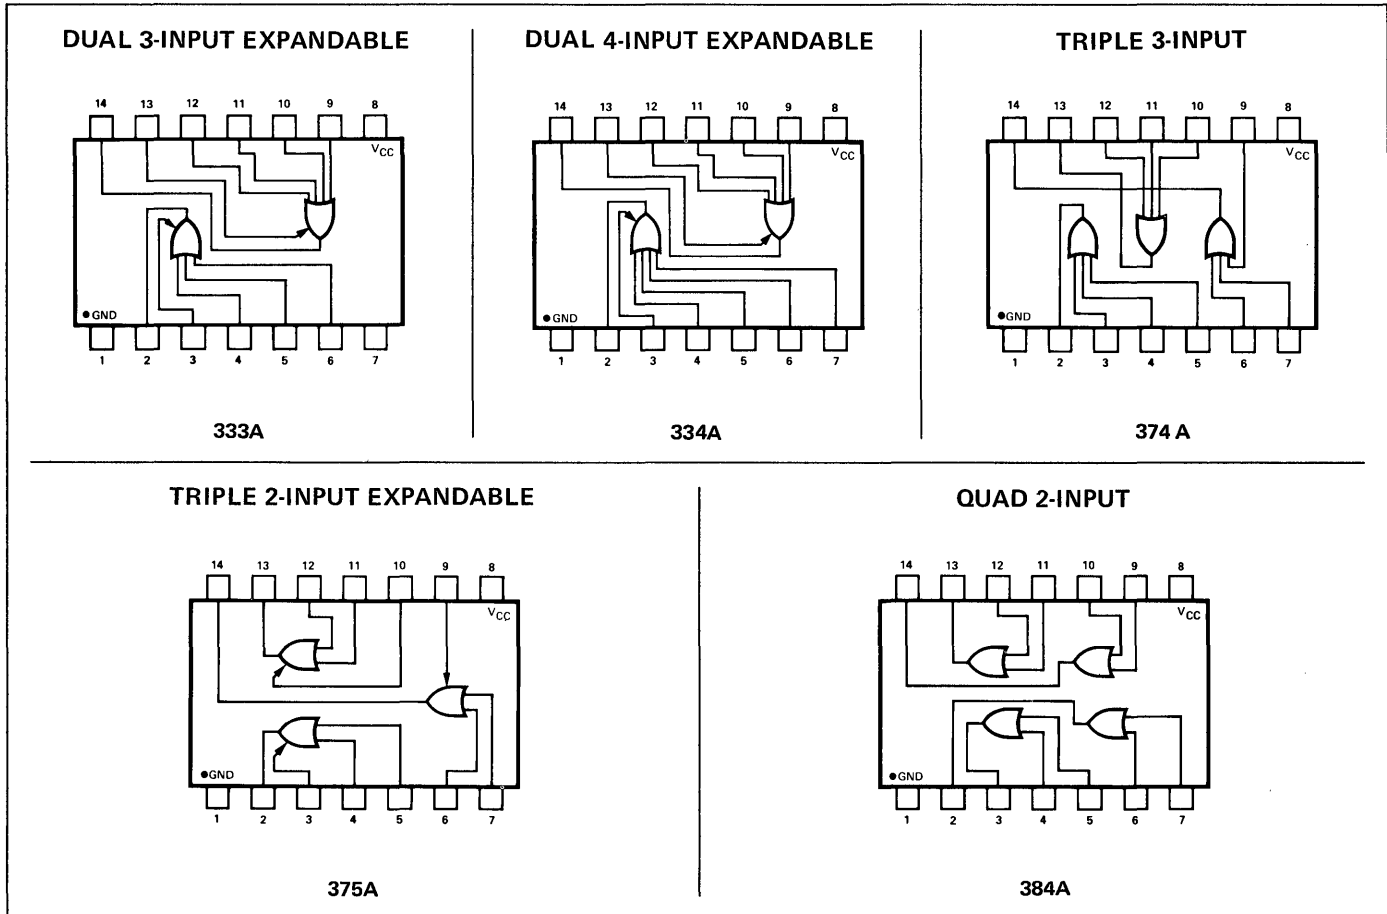 DUAL 3-INPUT EXPANDABLE
14 13 12 11 10 9 8
VCC
GND
1 2 3 4 5 6 7
333A
DUAL 4-INPUT EXPANDABLE
14 13 12 11 10 9 8
VCC
GND
1 2 3 4 5 6 7
334A
TRIPLE 3-INPUT
14 13 12 11 10 9 8
VCC
GND
1 2 3 4 5 6 7
374 A
TRIPLE 2-INPUT EXPANDABLE
14 13 12 11 10 9 8
VCC
GND
1 2 3 4 5 6 7
375A
QUAD 2-INPUT
14 13 12 11 10 9 8
VCC
GND
1 2 3 4 5 6 7
384A